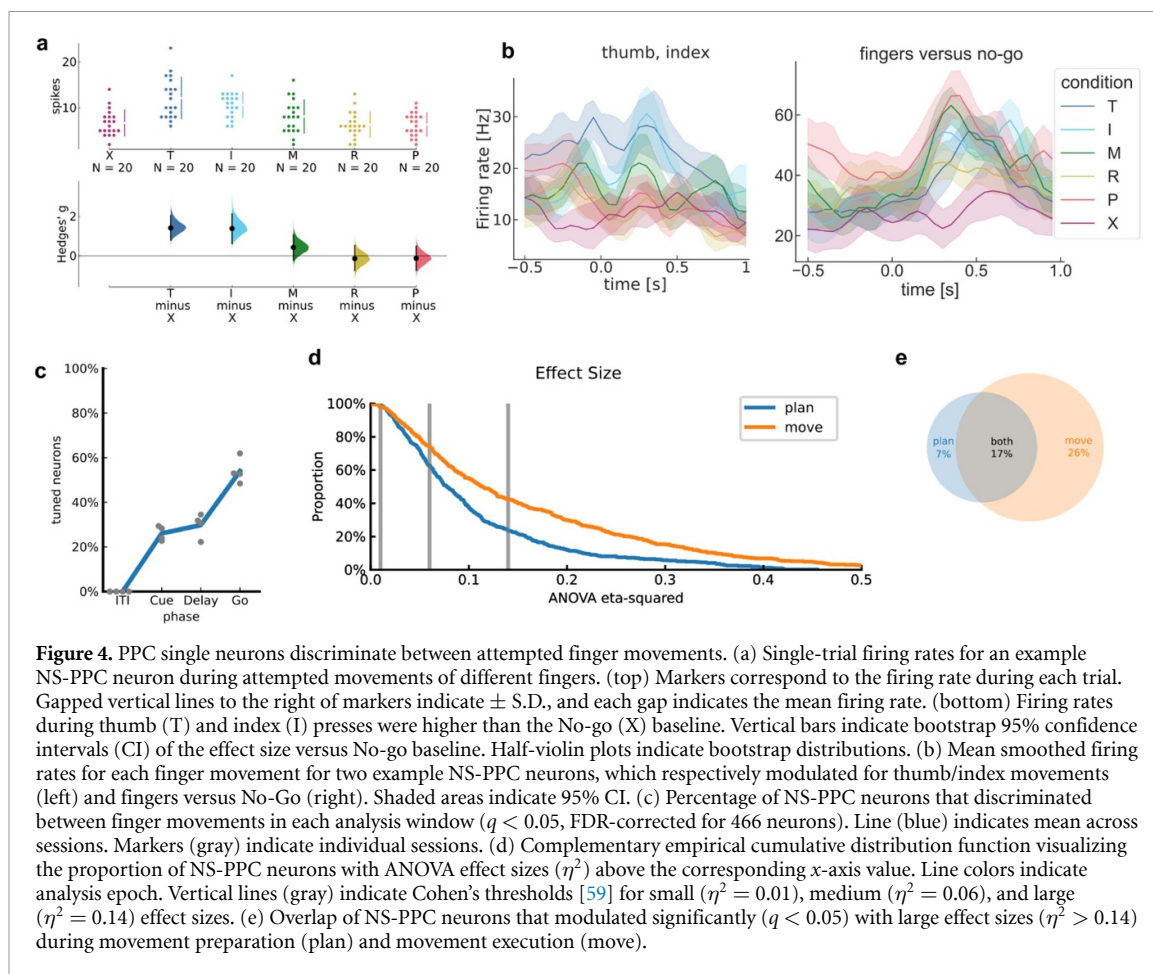 a
spikes
20
10
X
T
I
M
R
P
N = 20
N = 20
N = 20
N = 20
N = 20
N = 20
Hedges' g
2
0
T
minus
X
I
minus
X
M
minus
X
R
minus
X
P
minus
X
b
thumb, index
Firing rate [Hz]
30
20
10
−0.5
0.0
0.5
1
time [s]
fingers versus no-go
60
40
20
−0.5
0.0
0.5
1.0
time [s]
condition
T
I
M
R
P
X
c
tuned neurons
100%
80%
60%
40%
20%
0%
ITI
Cue
Delay
Go
phase
d
Effect Size
Proportion
100%
80%
60%
40%
20%
0%
0.0
0.1
0.2
0.3
0.4
0.5
ANOVA eta-squared
plan
move
e
plan
7%
both
17%
move
26%
Figure 4. PPC single neurons discriminate between attempted finger movements. (a) Single-trial firing rates for an example
NS-PPC neuron during attempted movements of different fingers. (top) Markers correspond to the firing rate during each trial.
Gapped vertical lines to the right of markers indicate ± S.D., and each gap indicates the mean firing rate. (bottom) Firing rates
during thumb (T) and index (I) presses were higher than the No-go (X) baseline. Vertical bars indicate bootstrap 95% confidence
intervals (CI) of the effect size versus No-go baseline. Half-violin plots indicate bootstrap distributions. (b) Mean smoothed firing
rates for each finger movement for two example NS-PPC neurons, which respectively modulated for thumb/index movements
(left) and fingers versus No-Go (right). Shaded areas indicate 95% CI. (c) Percentage of NS-PPC neurons that discriminated
between finger movements in each analysis window (q < 0.05, FDR-corrected for 466 neurons). Line (blue) indicates mean across
sessions. Markers (gray) indicate individual sessions. (d) Complementary empirical cumulative distribution function visualizing
the proportion of NS-PPC neurons with ANOVA effect sizes (η²) above the corresponding x-axis value. Line colors indicate
analysis epoch. Vertical lines (gray) indicate Cohen's thresholds [59] for small (η² = 0.01), medium (η² = 0.06), and large
(η² = 0.14) effect sizes. (e) Overlap of NS-PPC neurons that modulated significantly (q < 0.05) with large effect sizes (η² > 0.14)
during movement preparation (plan) and movement execution (move).